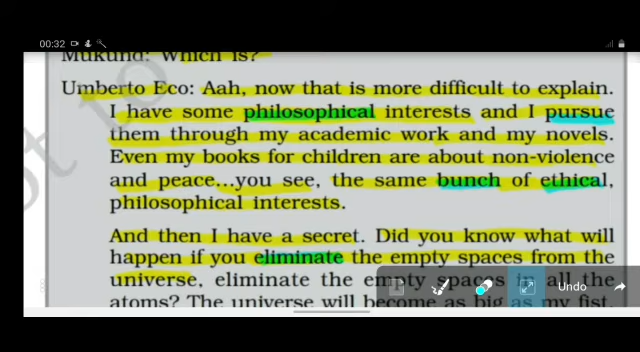 00:32
Mukund: Which is?
Umberto Eco: Aah, now that is more difficult to explain.
I have some philosophical interests and I pursue
them through my academic work and my novels.
Even my books for children are about non-violence
and peace...you see, the same bunch of ethical,
philosophical interests.
And then I have a secret. Did you know what will
happen if you eliminate the empty spaces from the
universe, eliminate the empty spaces in all the
atoms? The universe will become as big as my fist.
Undo